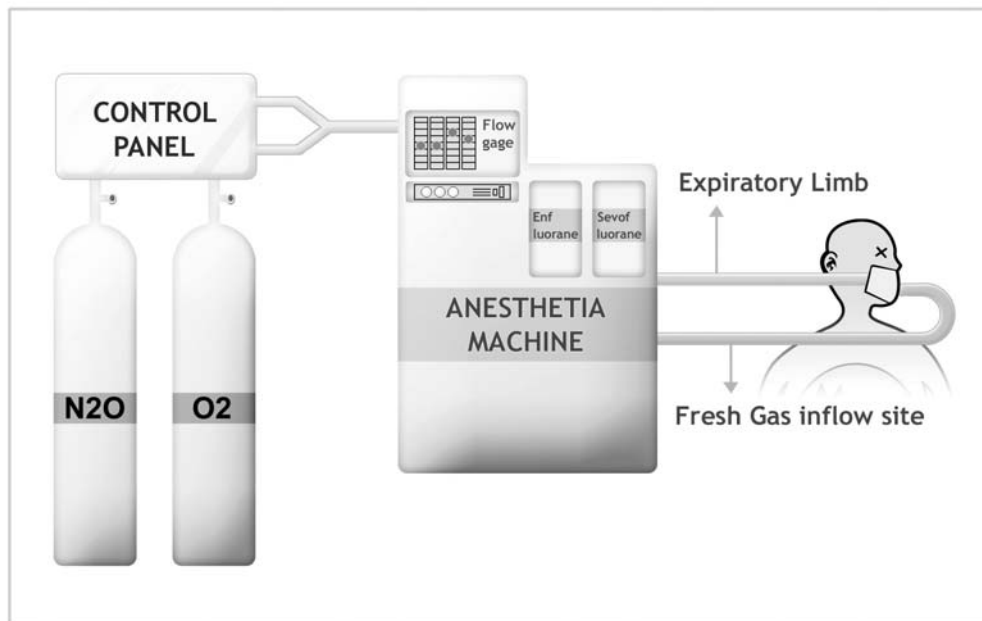 CONTROL
PANEL
Flow
gage
Enf
luorane
Sevof
luorane
Expiratory Limb
ANESTHETIA
MACHINE
N2O
O2
Fresh Gas inflow site